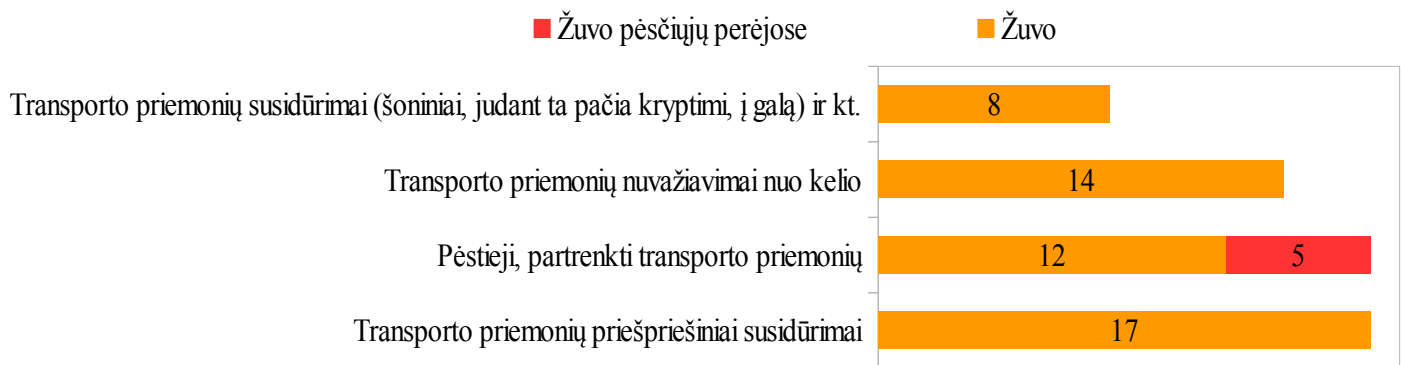 Žuvo pėsčiųjų perėjose Žuvo
Transporto priemonių susidūrimai (šoniniai, judant ta pačia kryptimi, į galą) ir kt. 8
Transporto priemonių nuvažiavimai nuo kelio 14
Pėstieji, partrenkti transporto priemonių 12 5
Transporto priemonių priešpriešiniai susidūrimai 17